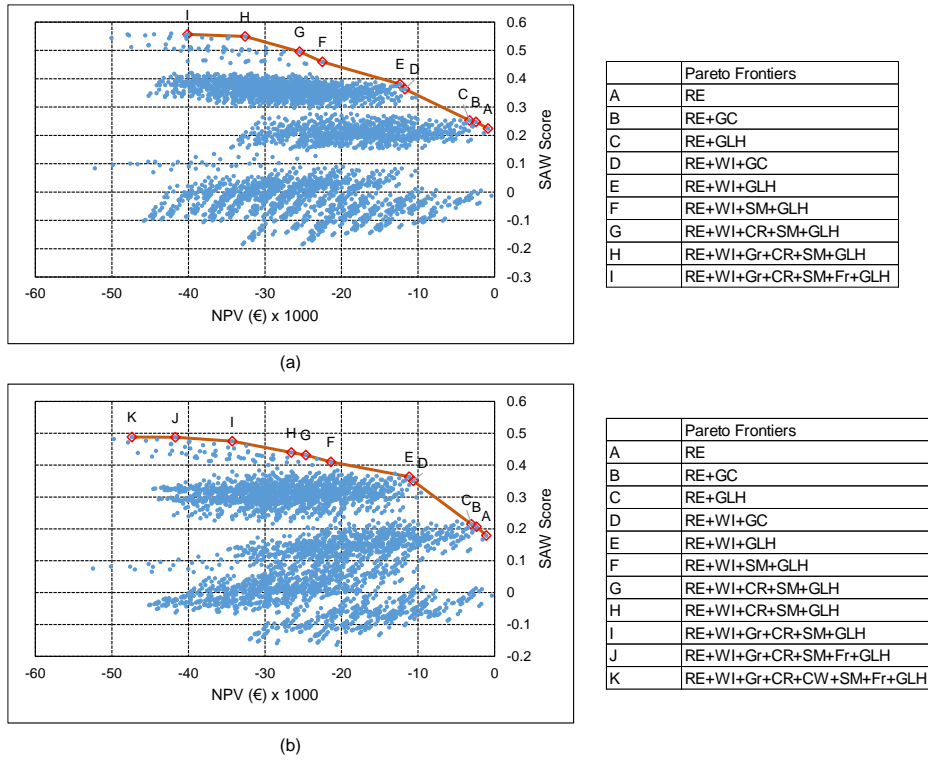 I
H
G
F
E
D
C
B
A
0.6
0.5
0.4
0.3
0.2
0.1
0
-0.1
-0.2
-0.3
SAW Score
-60
-50
-40
-30
-20
-10
0
NPV (€) x 1000
(a)
Pareto Frontiers
A RE
B RE+GC
C RE+GLH
D RE+WI+GC
E RE+WI+GLH
F RE+WI+SM+GLH
G RE+WI+CR+SM+GLH
H RE+WI+Gr+CR+SM+GLH
I RE+WI+Gr+CR+SM+Fr+GLH
K
J
I
H
G
F
E
D
C
B
A
0.6
0.5
0.4
0.3
0.2
0.1
0
-0.1
-0.2
SAW Score
-60
-50
-40
-30
-20
-10
0
NPV (€) x 1000
(b)
Pareto Frontiers
A RE
B RE+GC
C RE+GLH
D RE+WI+GC
E RE+WI+GLH
F RE+WI+SM+GLH
G RE+WI+CR+SM+GLH
H RE+WI+CR+SM+GLH
I RE+WI+Gr+CR+SM+GLH
J RE+WI+Gr+CR+SM+Fr+GLH
K RE+WI+Gr+CR+CW+SM+Fr+GLH